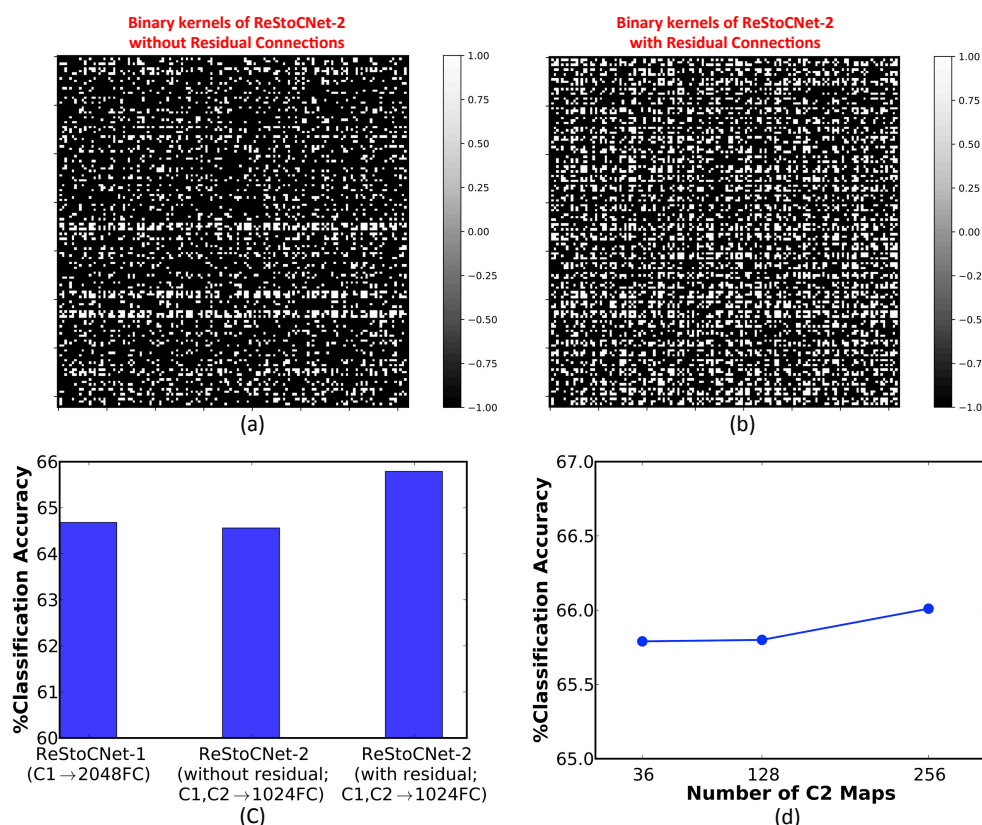 Binary kernels of ReStoCNet-2
without Residual Connections
1.00
0.75
0.50
0.25
0.00
−0.25
−0.50
−0.75
−1.00
(a)
Binary kernels of ReStoCNet-2
with Residual Connections
1.00
0.75
0.50
0.25
0.00
−0.25
−0.50
−0.75
−1.00
(b)
%Classification Accuracy
66
65
64
63
62
61
60
ReStoCNet-1
(C1→2048FC)
ReStoCNet-2
(without residual;
C1,C2→1024FC)
ReStoCNet-2
(with residual;
C1,C2→1024FC)
(C)
%Classification Accuracy
67.0
66.5
66.0
65.5
65.0
36
128
256
Number of C2 Maps
(d)